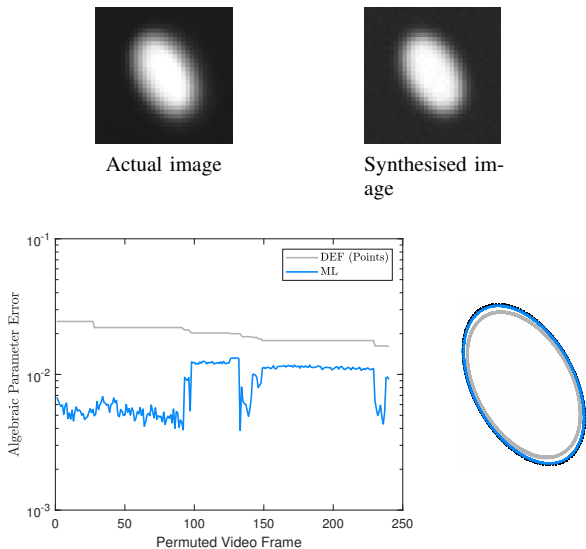 Actual image
Synthesised im-
age
10^-1
10^-2
10^-3
Algebraic Parameter Error
DEF (Points)
ML
0 50 100 150 200 250
Permuted Video Frame